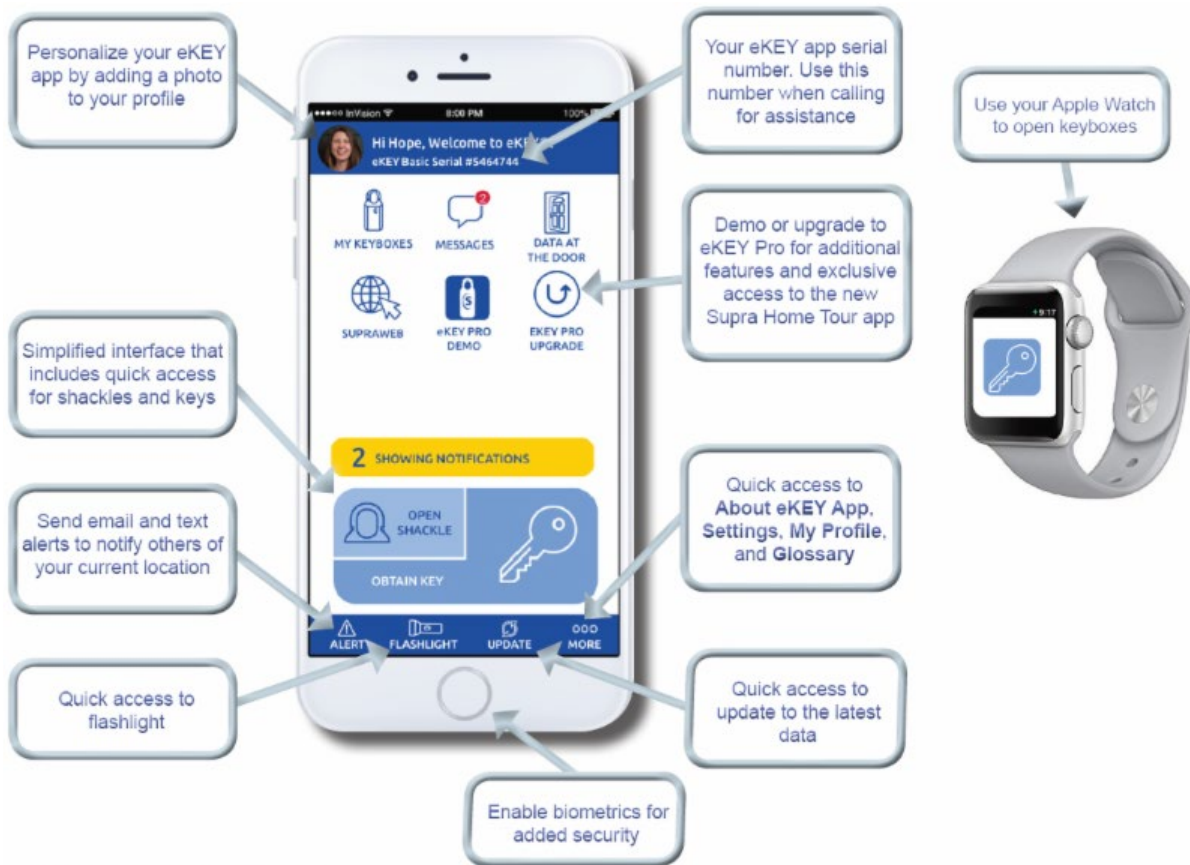 Personalize your eKEY
app by adding a photo
to your profile
Your eKEY app serial
number. Use this
number when calling
for assistance
Use your Apple Watch
to open keyboxes
InVision
8:00 PM
100%
Hi Hope, Welcome to
eKEY Basic Serial #5464744
MY KEYBOXES
2
MESSAGES
DATA AT
THE DOOR
SUPRAWEB
S
eKEY PRO
DEMO
EKEY PRO
UPGRADE
Demo or upgrade to
eKEY Pro for additional
features and exclusive
access to the new
Supra Home Tour app
9:17
Simplified interface that
includes quick access
for shackles and keys
2 SHOWING NOTIFICATIONS
OPEN
SHACKLE
OBTAIN KEY
Send email and text
alerts to notify others of
your current location
Quick access to
About eKEY App,
Settings, My Profile,
and Glossary
ALERT
FLASHLIGHT
UPDATE
MORE
Quick access to
flashlight
Quick access to
update to the latest
data
Enable biometrics for
added security